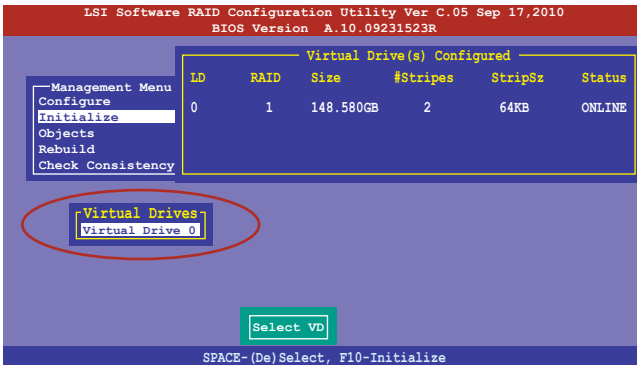 LSI Software RAID Configuration Utility Ver C.05 Sep 17,2010
BIOS Version A.10.09231523R
Virtual Drive(s) Configured
LD RAID Size #Stripes StripSz Status
0 1 148.580GB 2 64KB ONLINE
Management Menu
Configure
Initialize
Objects
Rebuild
Check Consistency
Virtual Drives
Virtual Drive 0
Select VD
SPACE-(De)Select, F10-Initialize